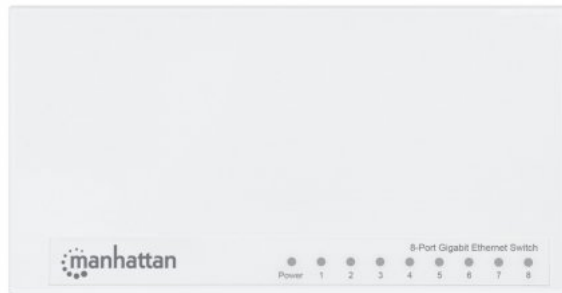 8-Port Gigabit Ethernet Switch
manhattan
Power 1 2 3 4 5 6 7 8